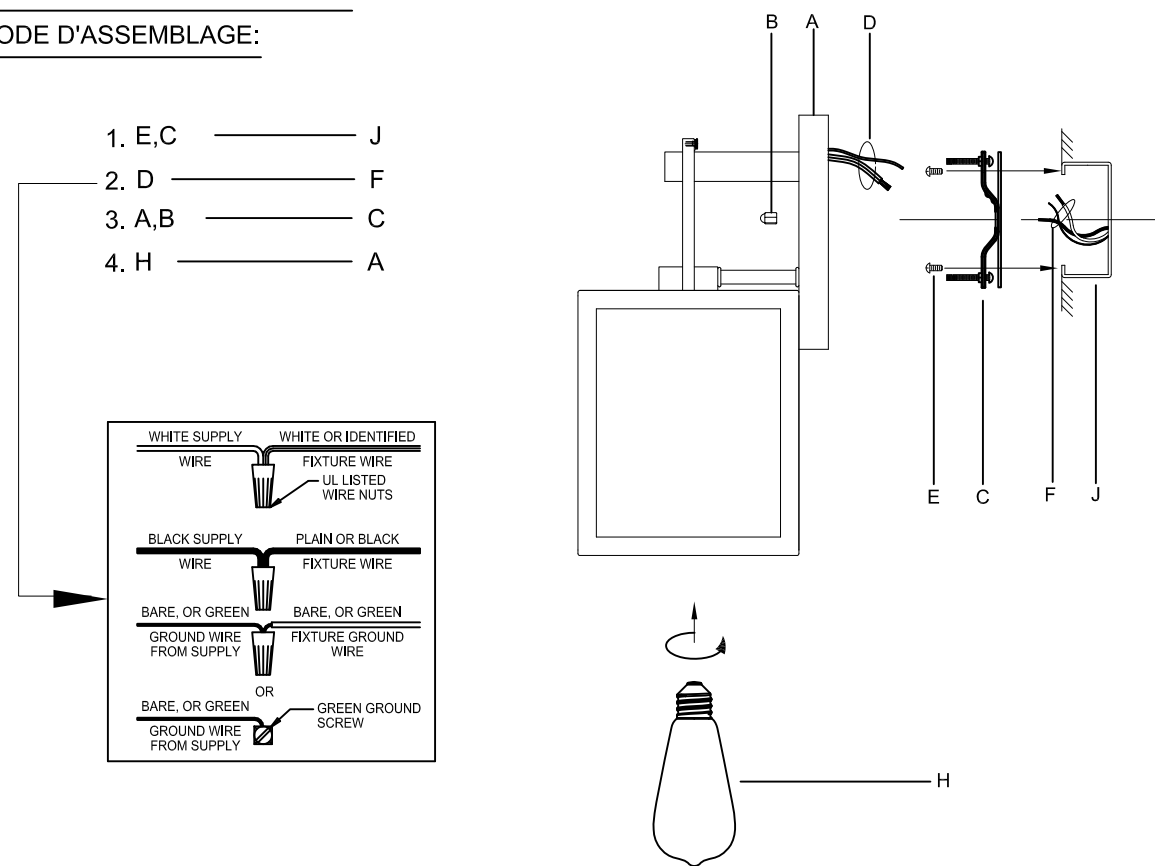 ODE D'ASSEMBLAGE:
1. E,C J
2. D F
3. A,B C
4. H A
B A D
E C F J
WHITE SUPPLY WHITE OR IDENTIFIED
WIRE FIXTURE WIRE
UL LISTED
WIRE NUTS
BLACK SUPPLY PLAIN OR BLACK
WIRE FIXTURE WIRE
BARE, OR GREEN BARE, OR GREEN
GROUND WIRE FIXTURE GROUND
FROM SUPPLY WIRE
OR
BARE, OR GREEN GREEN GROUND
SCREW
GROUND WIRE
FROM SUPPLY
H